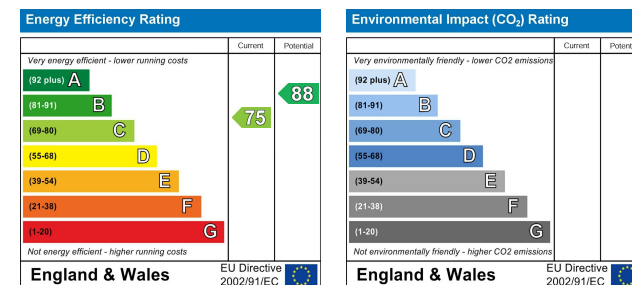 Energy Efficiency Rating
Current Potential
Very energy efficient - lower running costs
(92 plus) A
(81-91) B
(69-80) C
(55-68) D
(39-54) E
(21-38) F
(1-20) G
75
88
Not energy efficient - higher running costs
England & Wales
EU Directive
2002/91/EC
Environmental Impact (CO2) Rating
Current Potent
Very environmentally friendly - lower CO2 emissions
(92 plus) A
(81-91) B
(69-80) C
(55-68) D
(39-54) E
(21-38) F
(1-20) G
Not environmentally friendly - higher CO2 emissions
England & Wales
EU Directive
2002/91/EC